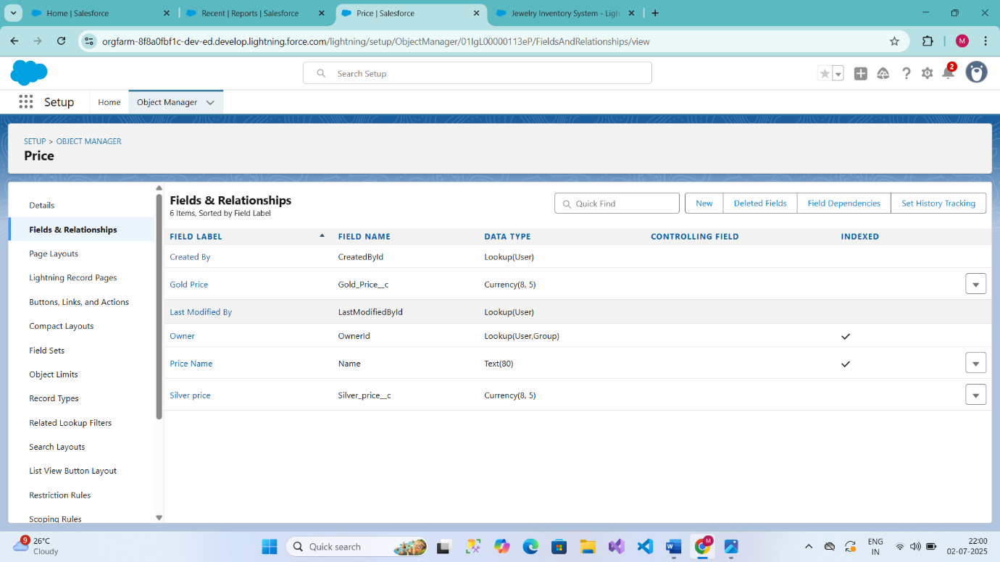 Home | Salesforce
Recent | Reports | Salesforce
Price | Salesforce
Jewelry Inventory System - Ligh
orgfarm-8f8a0fbf1c-dev-ed.develop.lightning.force.com/lightning/setup/ObjectManager/01IgL00000113eP/FieldsAndRelationships/view
M
Search Setup
2
Setup
Home
Object Manager
SETUP > OBJECT MANAGER
Price
Details
Fields & Relationships
Page Layouts
Lightning Record Pages
Buttons, Links, and Actions
Compact Layouts
Field Sets
Object Limits
Record Types
Related Lookup Filters
Search Layouts
List View Button Layout
Restriction Rules
Scoping Rules
Fields & Relationships
6 Items, Sorted by Field Label
Quick Find
New
Deleted Fields
Field Dependencies
Set History Tracking
FIELD LABEL FIELD NAME DATA TYPE CONTROLLING FIELD INDEXED
Created By CreatedById Lookup(User)
Gold Price Gold_Price__c Currency(8, 5)
Last Modified By LastModifiedById Lookup(User)
Owner OwnerId Lookup(User,Group)
Price Name Name Text(80)
Silver price Silver_price__c Currency(8, 5)
9
26°C
Cloudy
Quick search
M
ENG
IN
22:00
02-07-2025